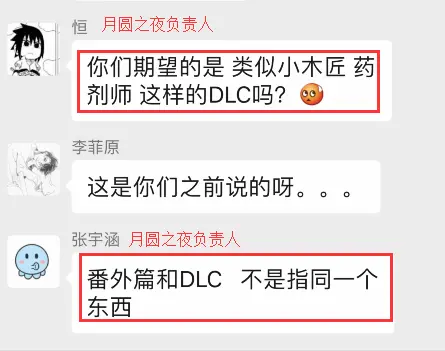 恒 月圆之夜负责人
你们期望的是 类似小木匠 药
剂师 这样的DLC吗？
李菲原
这是你们之前说的呀。。。
张宇涵 月圆之夜负责人
番外篇和DLC 不是指同一个
东西